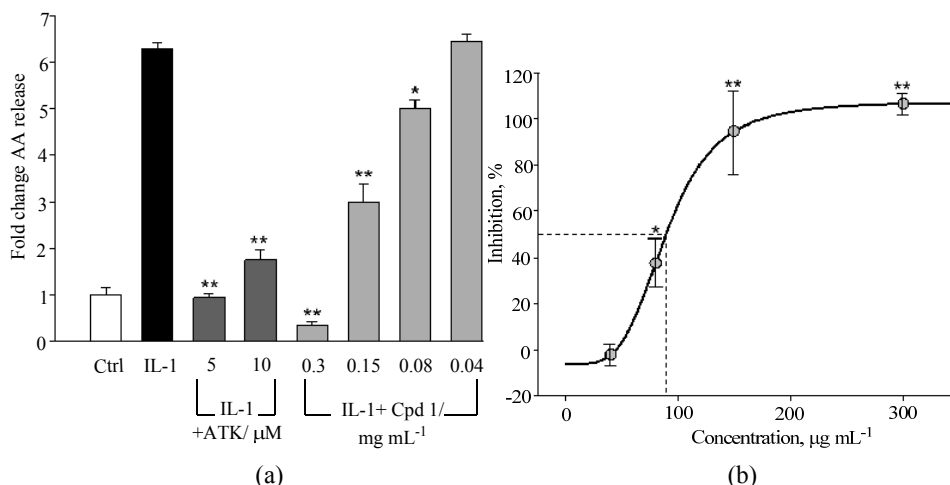 Fold change AA release
7
6
5
4
3
2
1
0
**
**
**
**
*
Ctrl IL-1 5 10 0.3 0.15 0.08 0.04
IL-1
+ATK/ μM
IL-1+ Cpd 1/
mg mL⁻¹
(a)
Inhibition, %
120
100
80
60
40
20
0
-20
*
**
**
0 100 200 300
Concentration, μg mL⁻¹
(b)